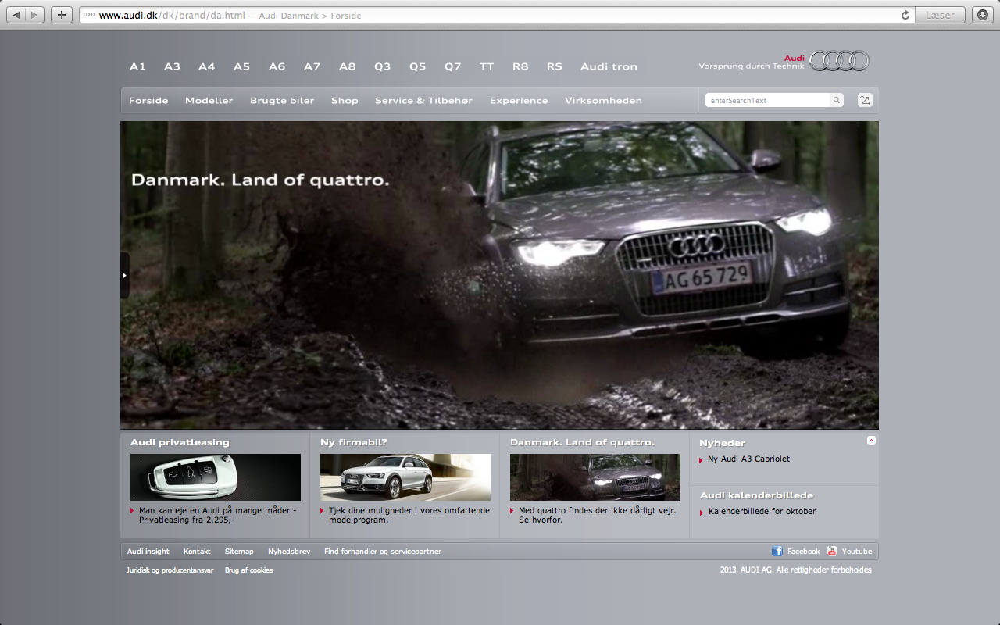 www.audi.dk/dk/brand/da.html — Audi Danmark > Forside
Læser
A1 A3 A4 A5 A6 A7 A8 Q3 Q5 Q7 TT R8 RS Audi tron
Audi
Vorsprung durch Technik
Forside Modeller Brugte biler Shop Service & Tilbehør Experience Virksomheden
enterSearchText
Danmark. Land of quattro.
AG 65 729
Audi privatleasing
Man kan eje en Audi på mange måder -
Privatleasing fra 2.295,-
Ny firmabil?
Tjek dine muligheder i vores omfattende
modelprogram.
Danmark. Land of quattro.
AG 65 729
Med quattro findes der ikke dårligt vejr.
Se hvorfor.
Nyheder
Ny Audi A3 Cabriolet
Audi kalenderbillede
Kalenderbillede for oktober
Audi insight Kontakt Sitemap Nyhedsbrev Find forhandler og servicepartner
Facebook You Tube Youtube
Juridisk og producentansvar Brug af cookies
2013. AUDI AG. Alle rettigheder forbeholdes